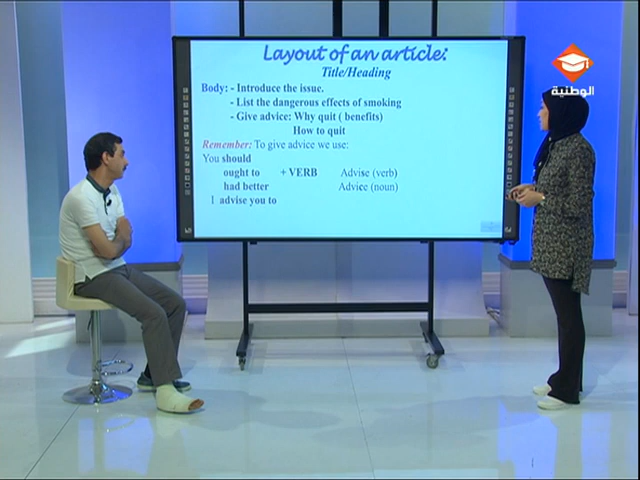 Layout of an article:
Title/Heading
Body: - Introduce the issue.
- List the dangerous effects of smoking
- Give advice: Why quit ( benefits)
How to quit
Remember: To give advice we use:
You should
ought to + VERB Advise (verb)
had better Advice (noun)
I advise you to
الوطنية